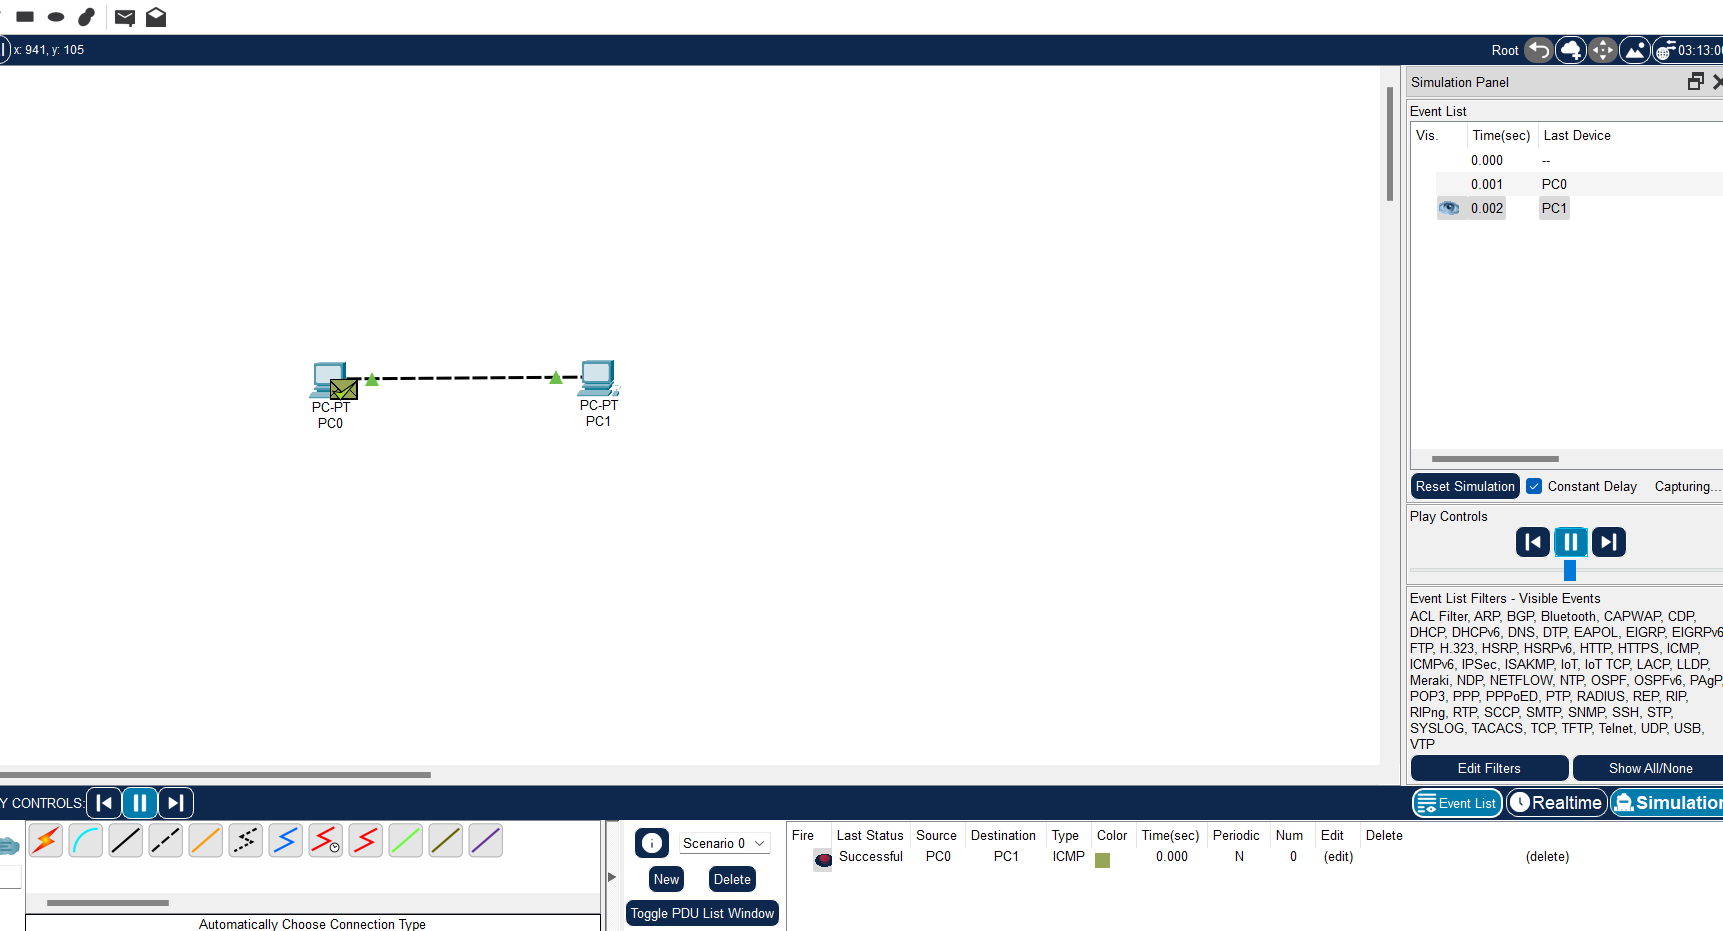 x: 941, y: 105
Root
03:13:0
Simulation Panel
Event List
Vis. Time(sec) Last Device
0.000 --
0.001 PC0
0.002 PC1
PC-PT
PC0
PC-PT
PC1
Reset Simulation Constant Delay Capturing...
Play Controls
Event List Filters - Visible Events
ACL Filter, ARP, BGP, Bluetooth, CAPWAP, CDP,
DHCP, DHCPv6, DNS, DTP, EAPOL, EIGRP, EIGRPv6
FTP, H.323, HSRP, HSRPv6, HTTP, HTTPS, ICMP,
ICMPv6, IPSec, ISAKMP, IoT, IoT TCP, LACP, LLDP,
Meraki, NDP, NETFLOW, NTP, OSPF, OSPFv6, PAgP,
POP3, PPP, PPPoED, PTP, RADIUS, REP, RIP,
RIPng, RTP, SCCP, SMTP, SNMP, SSH, STP,
SYSLOG, TACACS, TCP, TFTP, Telnet, UDP, USB,
VTP
Edit Filters Show All/None
Y CONTROLS:
Event List Realtime Simulation
Scenario 0
New Delete
Toggle PDU List Window
Fire Last Status Source Destination Type Color Time(sec) Periodic Num Edit Delete
Successful PC0 PC1 ICMP 0.000 N 0 (edit) (delete)
Automatically Choose Connection Type